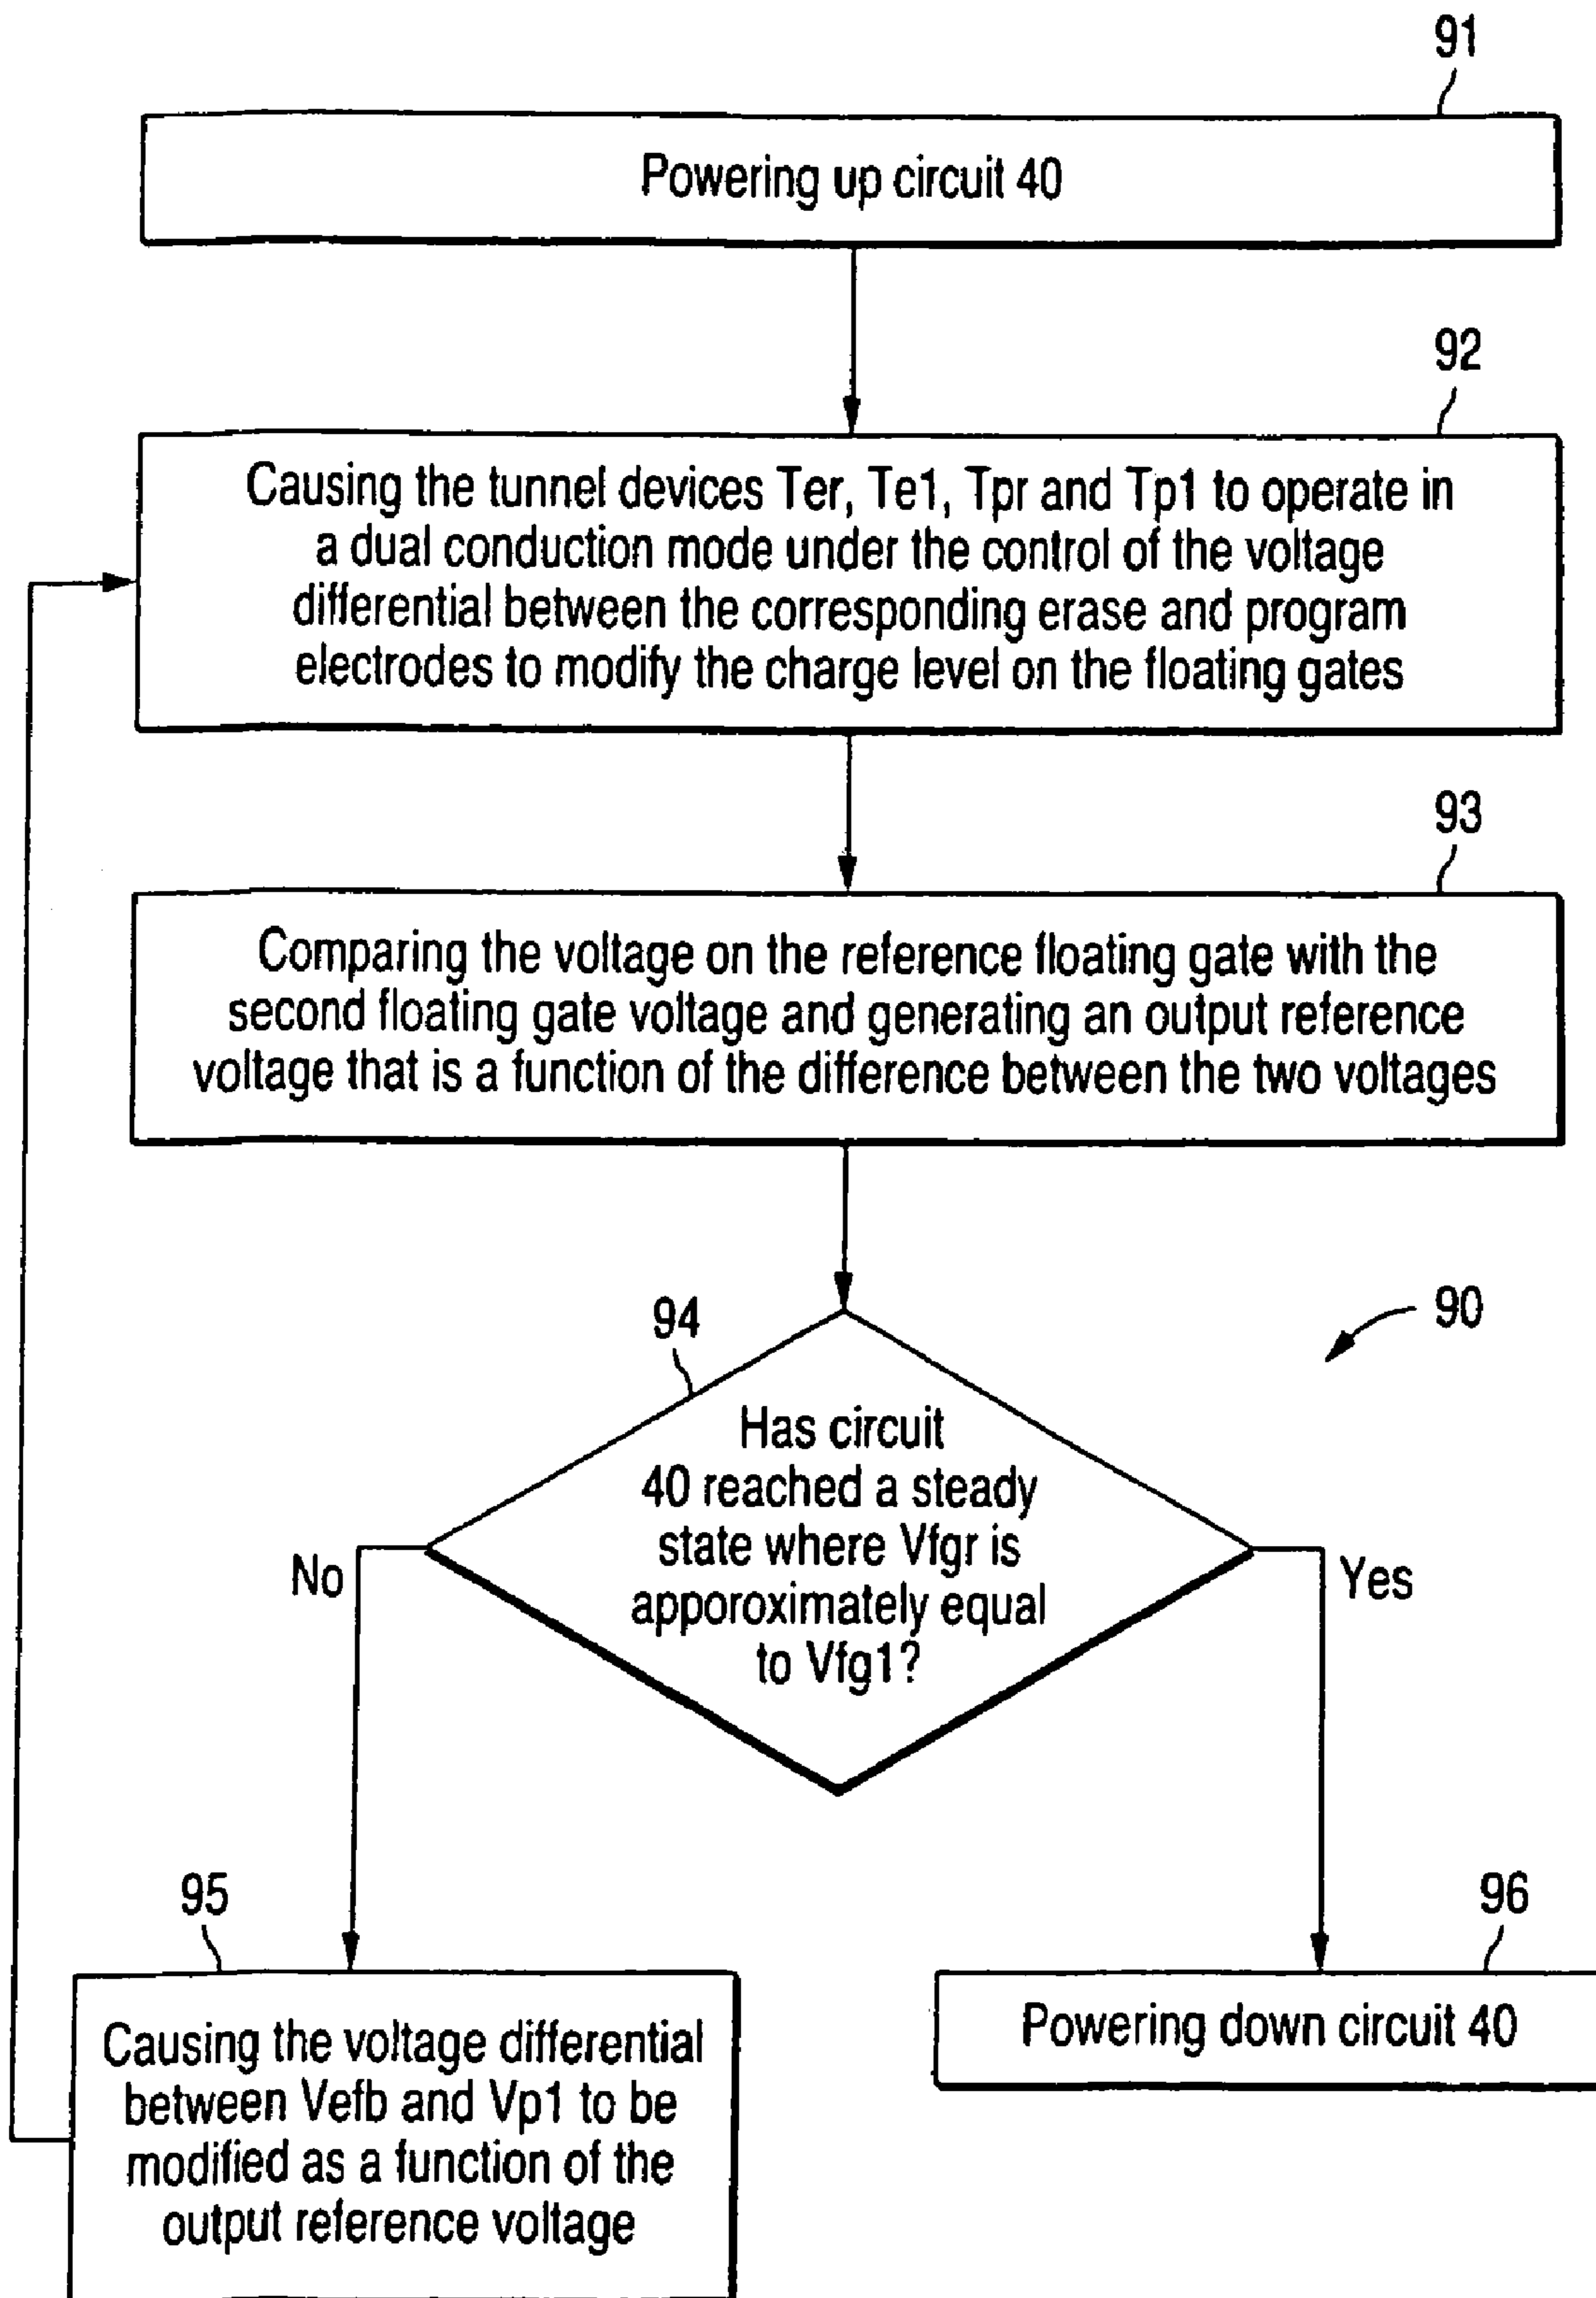 91
Powering up circuit 40
92
Causing the tunnel devices Ter, Te1, Tpr and Tp1 to operate in
a dual conduction mode under the control of the voltage
differential between the corresponding erase and program
electrodes to modify the charge level on the floating gates
93
Comparing the voltage on the reference floating gate with the
second floating gate voltage and generating an output reference
voltage that is a function of the difference between the two voltages
90
94
Has circuit
40 reached a steady
state where Vfgr is
apporoximately equal
to Vfg1?
No
Yes
95
Causing the voltage differential
between Vefb and Vp1 to be
modified as a function of the
output reference voltage
96
Powering down circuit 40